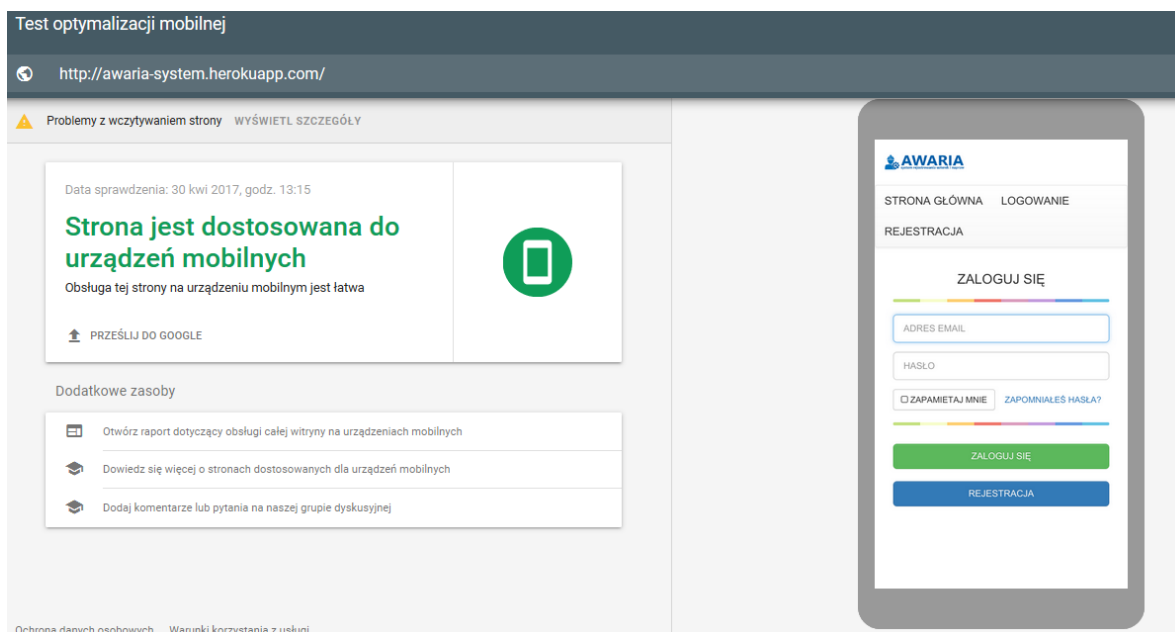 Test optymalizacji mobilnej
http://awaria-system.herokuapp.com/
Problemy z wczytywaniem strony WYŚWIETL SZCZEGÓŁY
Data sprawdzenia: 30 kwi 2017, godz. 13:15
Strona jest dostosowana do
urządzeń mobilnych
Obsługa tej strony na urządzeniu mobilnym jest łatwa
PRZEŚLIJ DO GOOGLE
Dodatkowe zasoby
Otwórz raport dotyczący obsługi całej witryny na urządzeniach mobilnych
Dowiedz się więcej o stronach dostosowanych dla urządzeń mobilnych
Dodaj komentarze lub pytania na naszej grupie dyskusyjnej
Ochrona danych osobowych Warunki korzystania z usługi
AWARIA
STRONA GŁÓWNA LOGOWANIE
REJESTRACJA
ZALOGUJ SIĘ
ADRES EMAIL
HASŁO
ZAPAMIETAJ MNIE ZAPOMNIAŁEŚ HASŁA?
ZALOGUJ SIĘ
REJESTRACJA